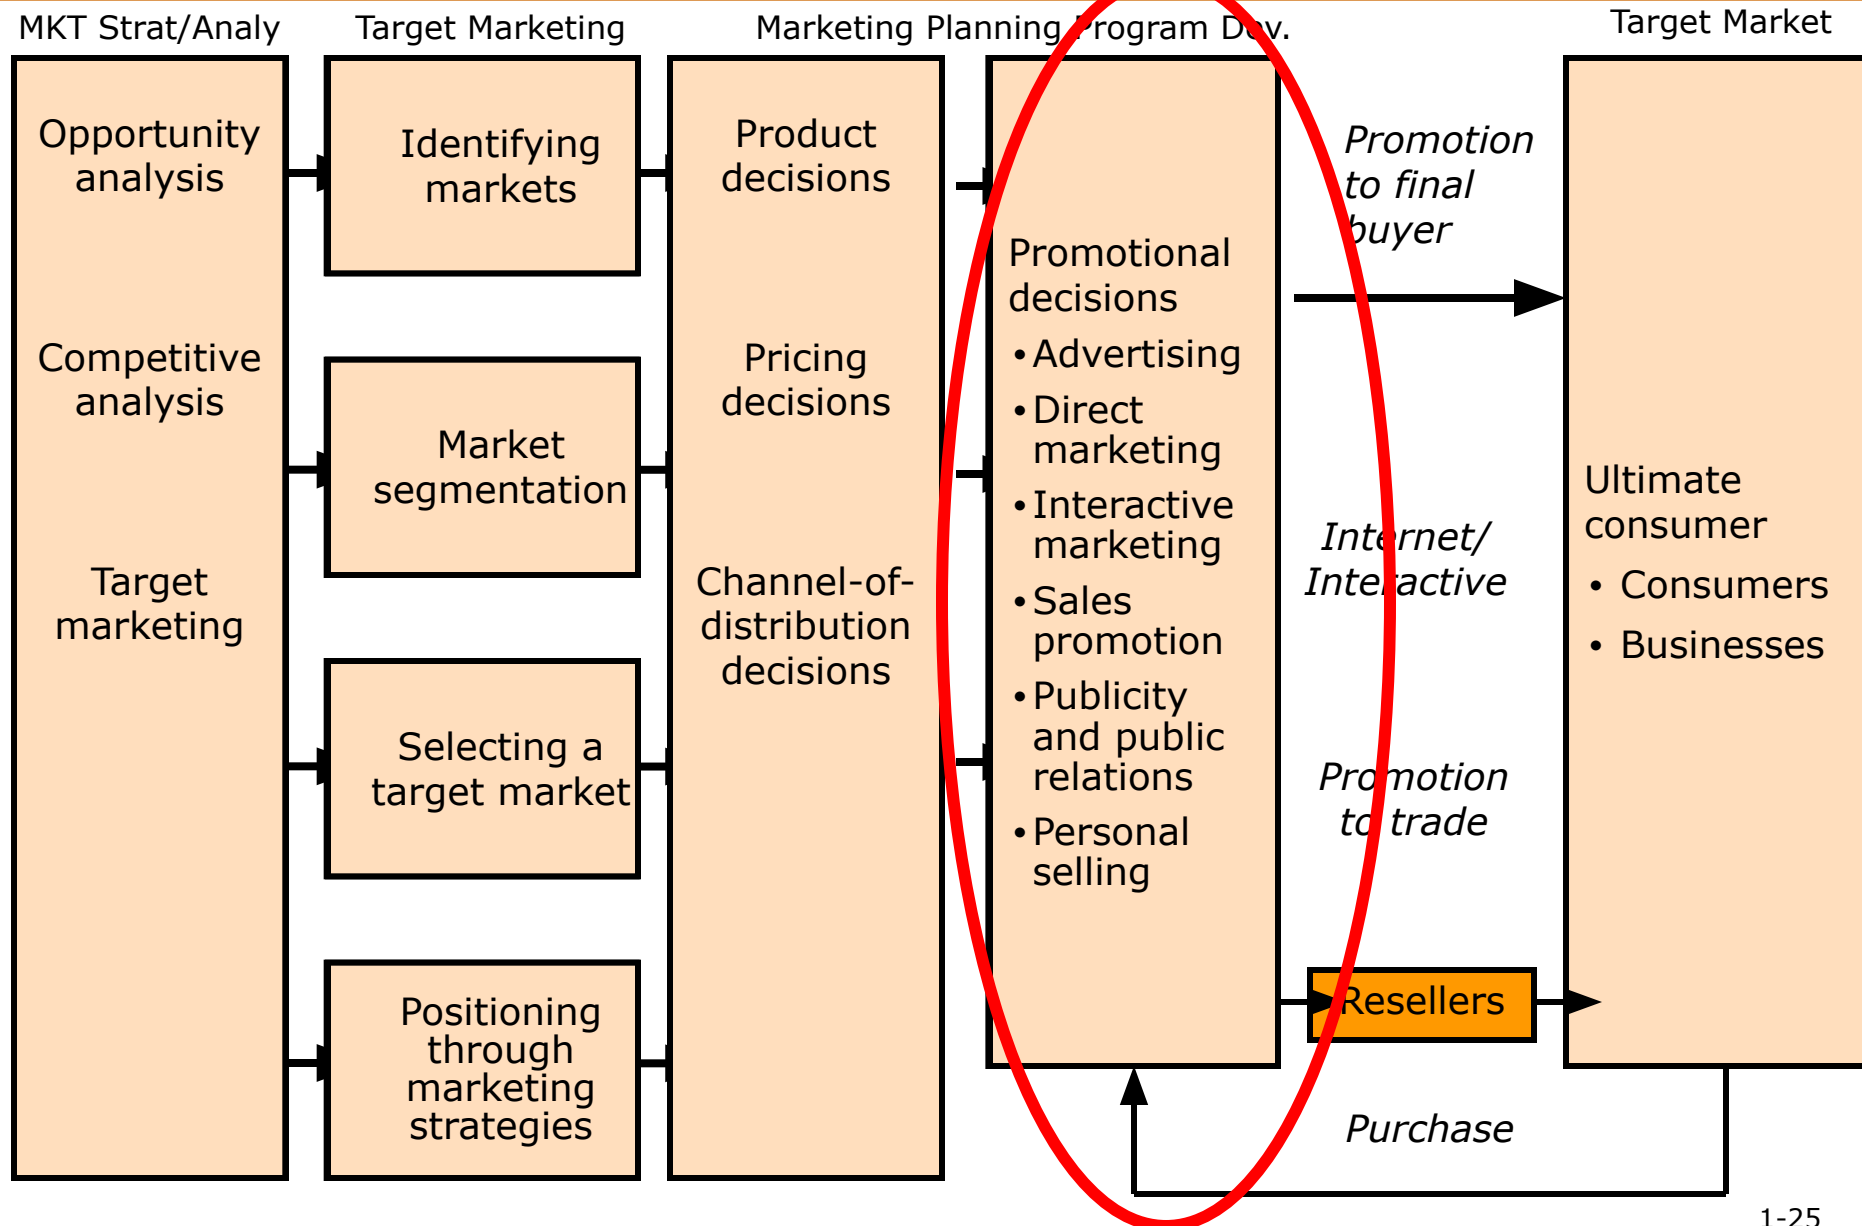 MKT Strat/Analy
Target Marketing
Marketing Planning Program Dev.
Target Market
Opportunity
analysis
Competitive
analysis
Target
marketing
Identifying
markets
Market
segmentation
Selecting a
target market
Positioning
through
marketing
strategies
Product
decisions
Pricing
decisions
Channel-of-
distribution
decisions
Promotional
decisions
•Advertising
•Direct
marketing
•Interactive
marketing
•Sales
promotion
•Publicity
and public
relations
•Personal
selling
Promotion
to final
buyer
Internet/
Interactive
Promotion
to trade
Resellers
Purchase
Ultimate
consumer
• Consumers
• Businesses
1-25